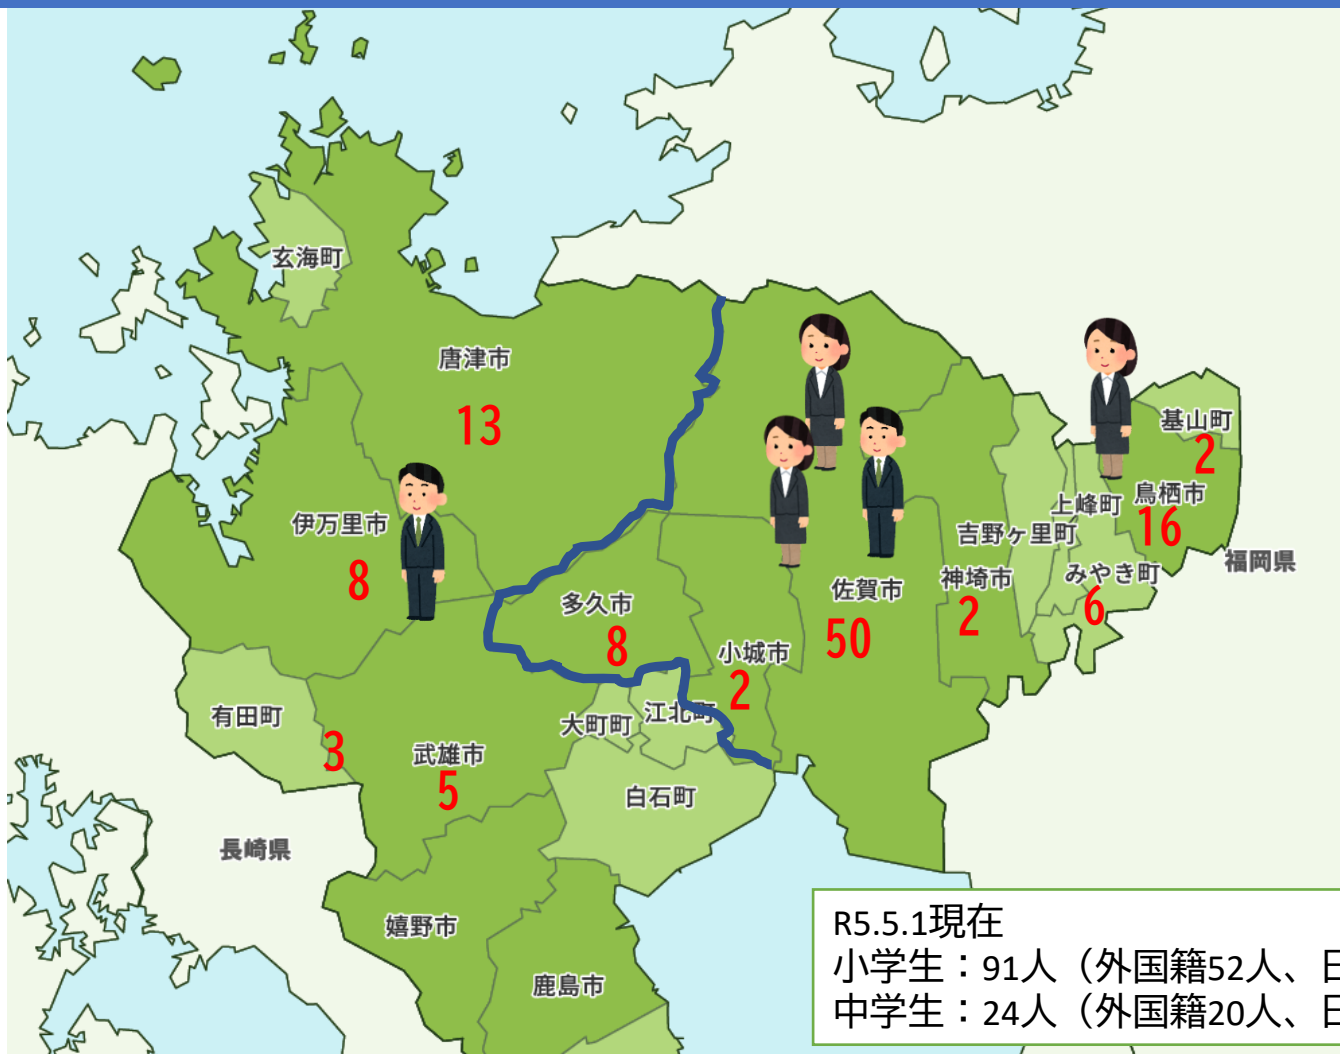 玄海町
唐津市
13
基山町
2
鳥栖市
16
上峰町
吉野ヶ里町
伊万里市
8
福岡県
みやき町
6
神埼市
2
佐賀市
50
多久市
8
小城市
2
有田町
3
大町町
江北町
武雄市
5
白石町
長崎県
嬉野市
鹿島市
R5.5.1現在
小学生：91人（外国籍52人、日
中学生：24人（外国籍20人、日